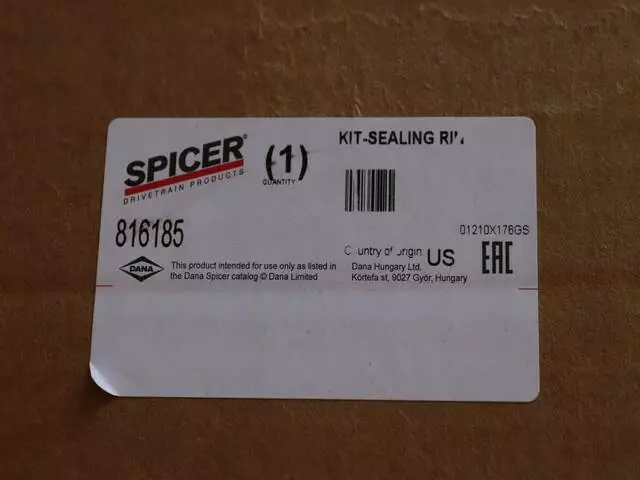 SPICER®
DRIVETRAIN PRODUCTS
(1)
QUANTITY
KIT-SEALING
816185
01210X176GS
Country of origin: US
EAC
DANA
This product intended for use only as listed in
the Dana Spicer catalog © Dana Limited
Dana Hungary Ltd.
Körtefa st, 9027 Győr, Hungary